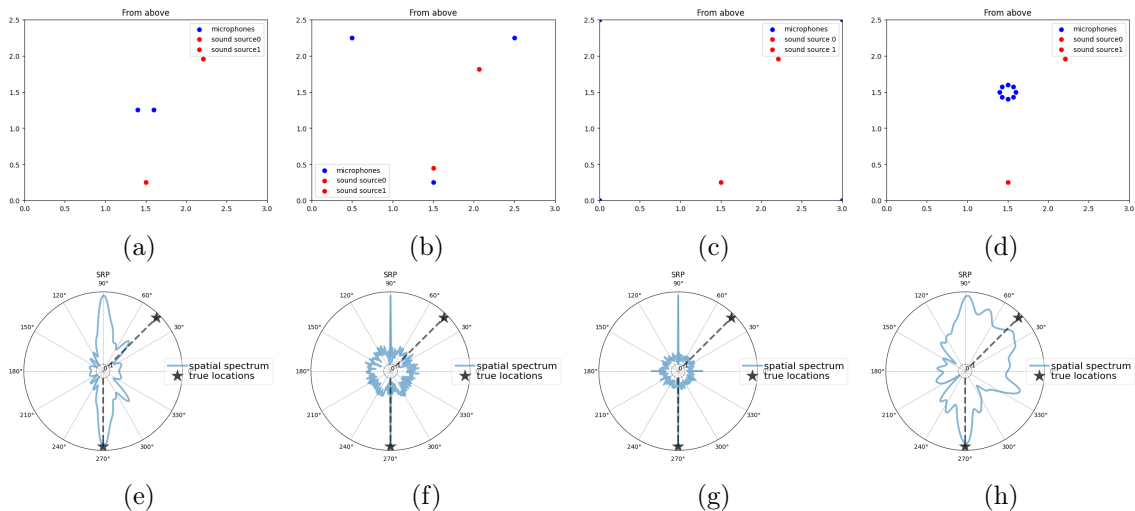 From above
2.5
2.0
1.5
1.0
0.5
0.0
0.0 0.5 1.0 1.5 2.0 2.5 3.0
microphones
sound source0
sound source1
(a)
From above
2.5
2.0
1.5
1.0
0.5
0.0
0.0 0.5 1.0 1.5 2.0 2.5 3.0
microphones
sound source0
sound source1
(b)
From above
2.5
2.0
1.5
1.0
0.5
0.0
0.0 0.5 1.0 1.5 2.0 2.5 3.0
microphones
sound source 0
sound source 1
(c)
From above
2.5
2.0
1.5
1.0
0.5
0.0
0.0 0.5 1.0 1.5 2.0 2.5 3.0
microphones
sound source0
sound source1
(d)
SRP
90°
120° 60°
150° 30°
180°
spatial spectrum
true locations
210° 330°
240° 300°
270°
(e)
SRP
90°
120° 60°
150° 30°
180°
spatial spectrum
true locations
210° 330°
240° 300°
270°
(f)
SRP
90°
120° 60°
150° 30°
180°
spatial spectrum
true locations
210° 330°
240° 300°
270°
(g)
SRP
90°
120° 60°
150° 30°
180°
spatial spectrum
true locations
210° 330°
240° 300°
270°
(h)